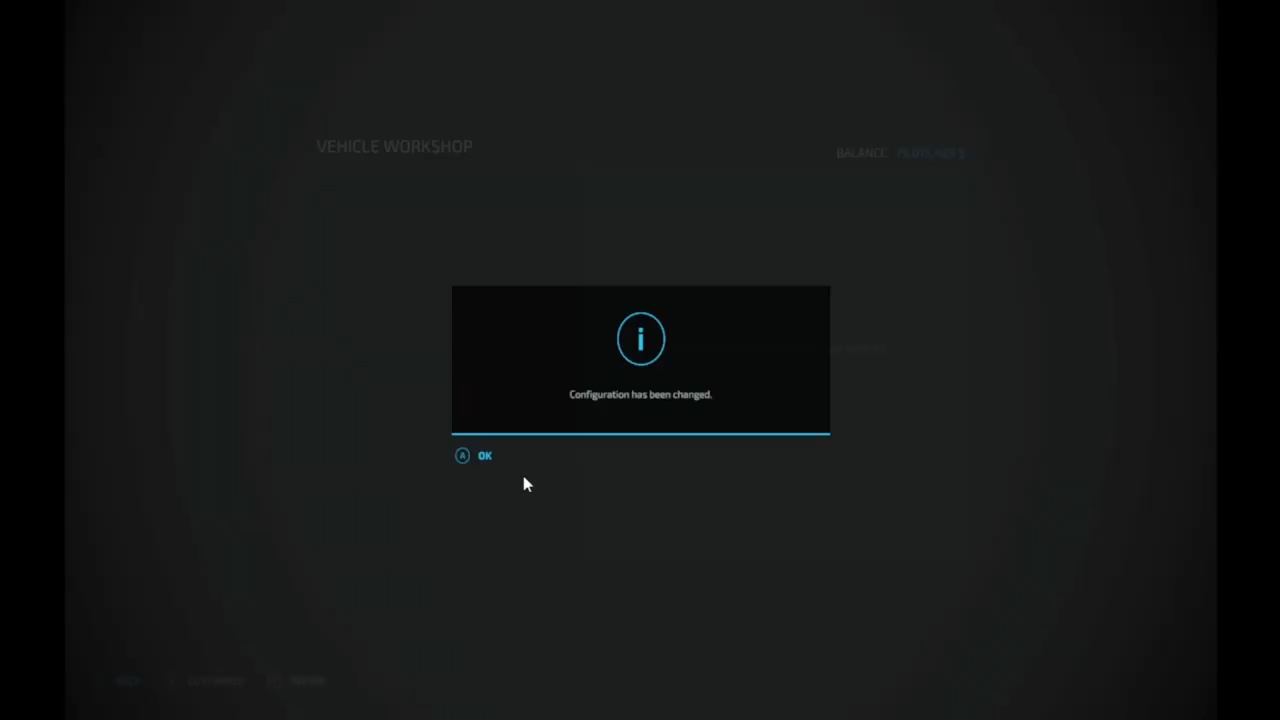 VEHICLE WORKSHOP
BALANCE
i
Configuration has been changed.
A OK